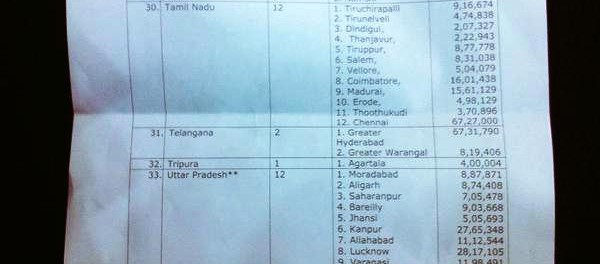 30. Tamil Nadu 12 1. Tiruchirapalli 9,16,674
2. Tirunelveli 4,74,838
3. Dindigul, 2,07,327
4. Thanjavur, 2,22,943
5. Tiruppur, 8,77,778
6. Salem, 8,31,038
7. Vellore, 5,04,079
8. Coimbatore, 16,01,438
9. Madurai, 15,61,129
10. Erode, 4,98,129
11. Thoothukudi 3,70,896
12. Chennai 67,27,000
31. Telangana 2 1. Greater 67,31,790
Hyderabad
2. Greater Warangal 8,19,406
32. Tripura 1 1. Agartala 4,00,004
33. Uttar Pradesh** 12 1. Moradabad 8,87,871
2. Aligarh 8,74,408
3. Saharanpur 7,05,478
4. Bareilly 9,03,668
5. Jhansi 5,05,693
6. Kanpur 27,65,348
7. Allahabad 11,12,544
8. Lucknow 28,17,105
9. Varanasi 11,98,491